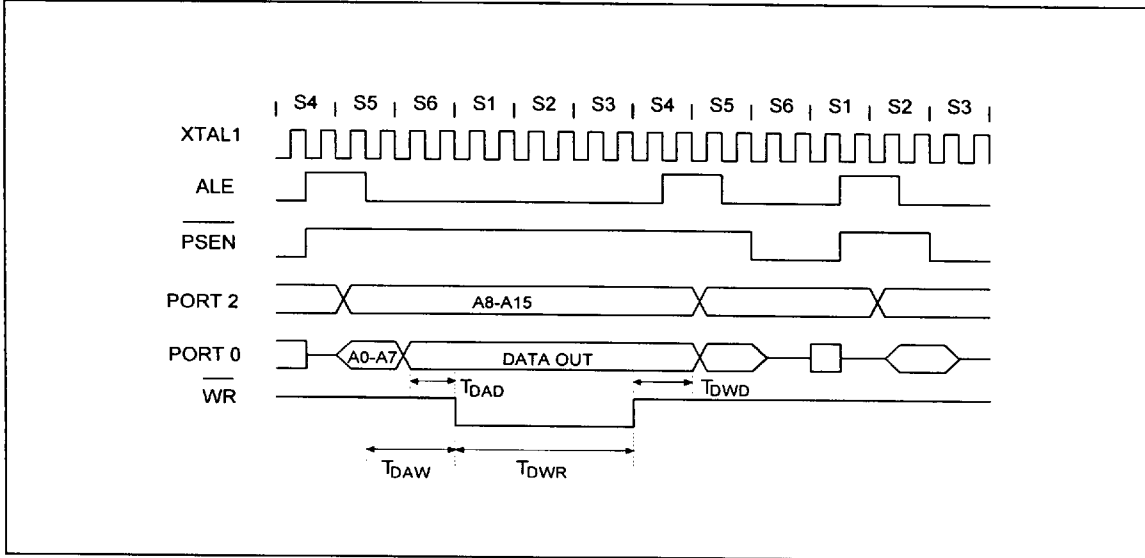 S4 S5 S6 S1 S2 S3 S4 S5 S6 S1 S2 S3
XTAL1
ALE
PSEN
PORT 2 A8-A15
PORT 0 A0-A7 DATA OUT
TDAD TDWD
WR
TDAW TDWR